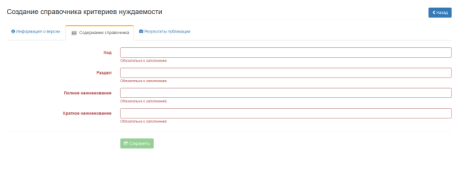 Создание справочника критериев нуждаемости
Назад
Информация о версии
Содержание справочника
Результаты публикации
Код
Обязательно к заполнению
Раздел
Обязательно к заполнению
Полное наименование
Обязательно к заполнению
Краткое наименование
Обязательно к заполнению
Сохранить